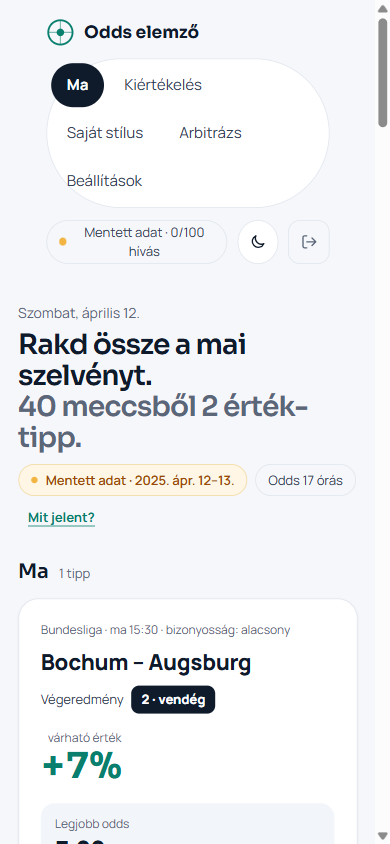 Odds elemző
Ma Kiértékelés
Saját stílus Arbitrázs
Beállítások
Mentett adat · 0/100
hívás
Szombat, április 12.
Rakd össze a mai
szelvényt.
40 meccsből 2 érték-
tipp.
Mentett adat · 2025. ápr. 12–13. Odds 17 órás
Mit jelent?
Ma 1 tipp
Bundesliga · ma 15:30 · bizonyosság: alacsony
Bochum – Augsburg
Végeredmény 2 · vendég
várható érték
+7%
Legjobb odds